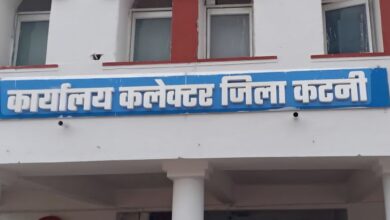 कार्यालय कलेक्टर जिला कटनी